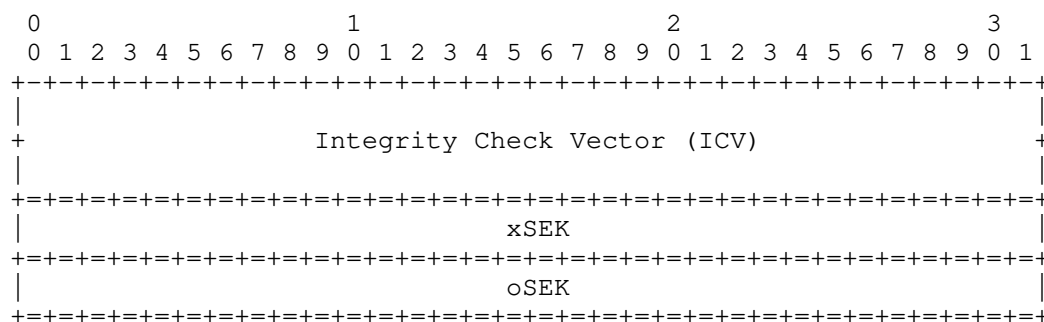 0                   1                   2                   3
 0 1 2 3 4 5 6 7 8 9 0 1 2 3 4 5 6 7 8 9 0 1 2 3 4 5 6 7 8 9 0 1
+-+-+-+-+-+-+-+-+-+-+-+-+-+-+-+-+-+-+-+-+-+-+-+-+-+-+-+-+-+-+-+-+
|                                                               |
+                  Integrity Check Vector (ICV)                 +
|                                                               |
+=+=+=+=+=+=+=+=+=+=+=+=+=+=+=+=+=+=+=+=+=+=+=+=+=+=+=+=+=+=+=+=+
|                              xSEK                             |
+=+=+=+=+=+=+=+=+=+=+=+=+=+=+=+=+=+=+=+=+=+=+=+=+=+=+=+=+=+=+=+=+
|                              oSEK                             |
+=+=+=+=+=+=+=+=+=+=+=+=+=+=+=+=+=+=+=+=+=+=+=+=+=+=+=+=+=+=+=+=+